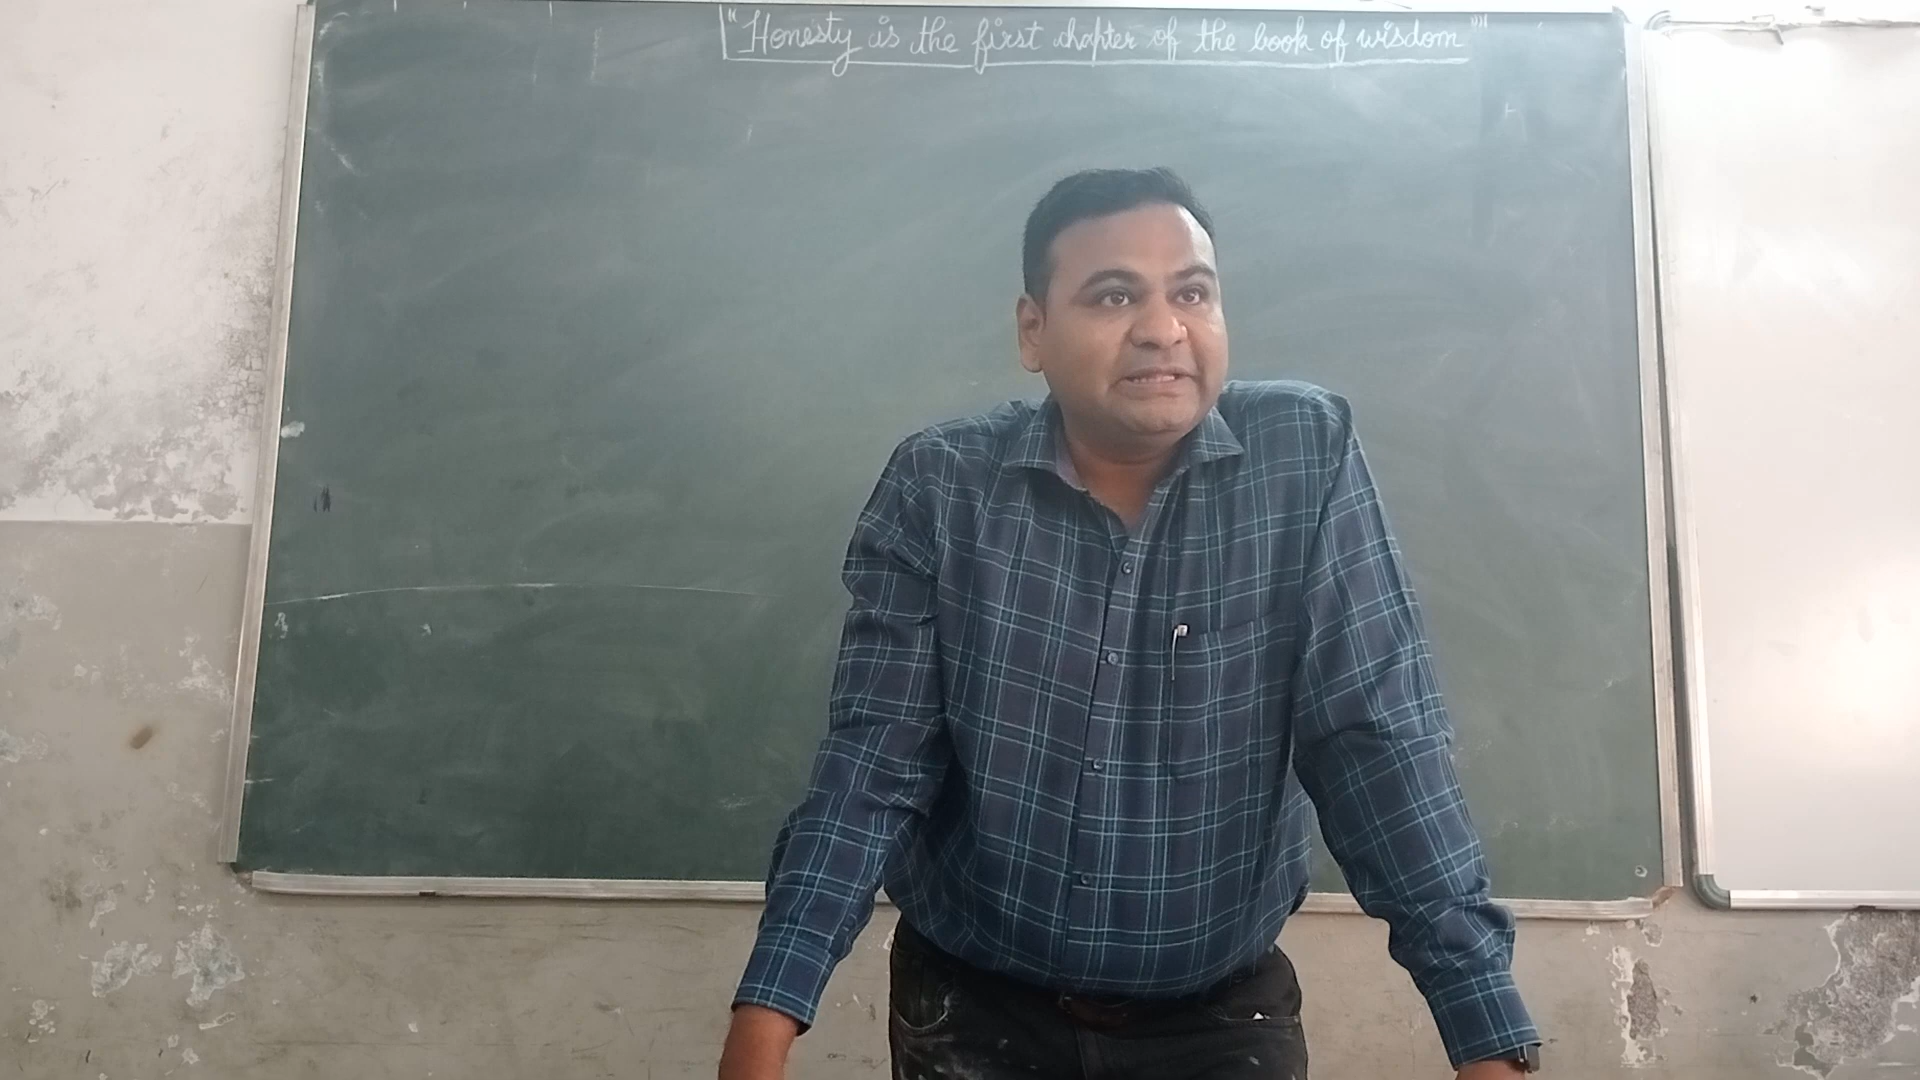 "Honesty is the first chapter of the book of wisdom"